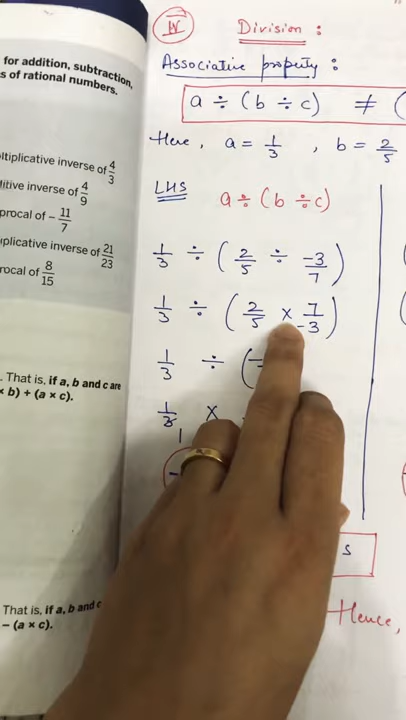 for addition, subtraction,
s of rational numbers.
ltiplicative inverse of 4/3
litive inverse of 4/9
procal of - 11/7
iplicative inverse of 21/23
rocal of 8/15
. That is, if a, b and c are
× b) + (a × c).
That is, if a, b and c
− (a × c).
IV Division :
Associative property :
a ÷ (b ÷ c) ≠ (
Here, a = 1/3 , b = 2/5
LHS a ÷ (b ÷ c)
1/3 ÷ ( 2/5 ÷ -3/7 )
1/3 ÷ ( 2/5 × 7/-3 )
1/3 ÷ (
1/3 ×
1
s
Hence,